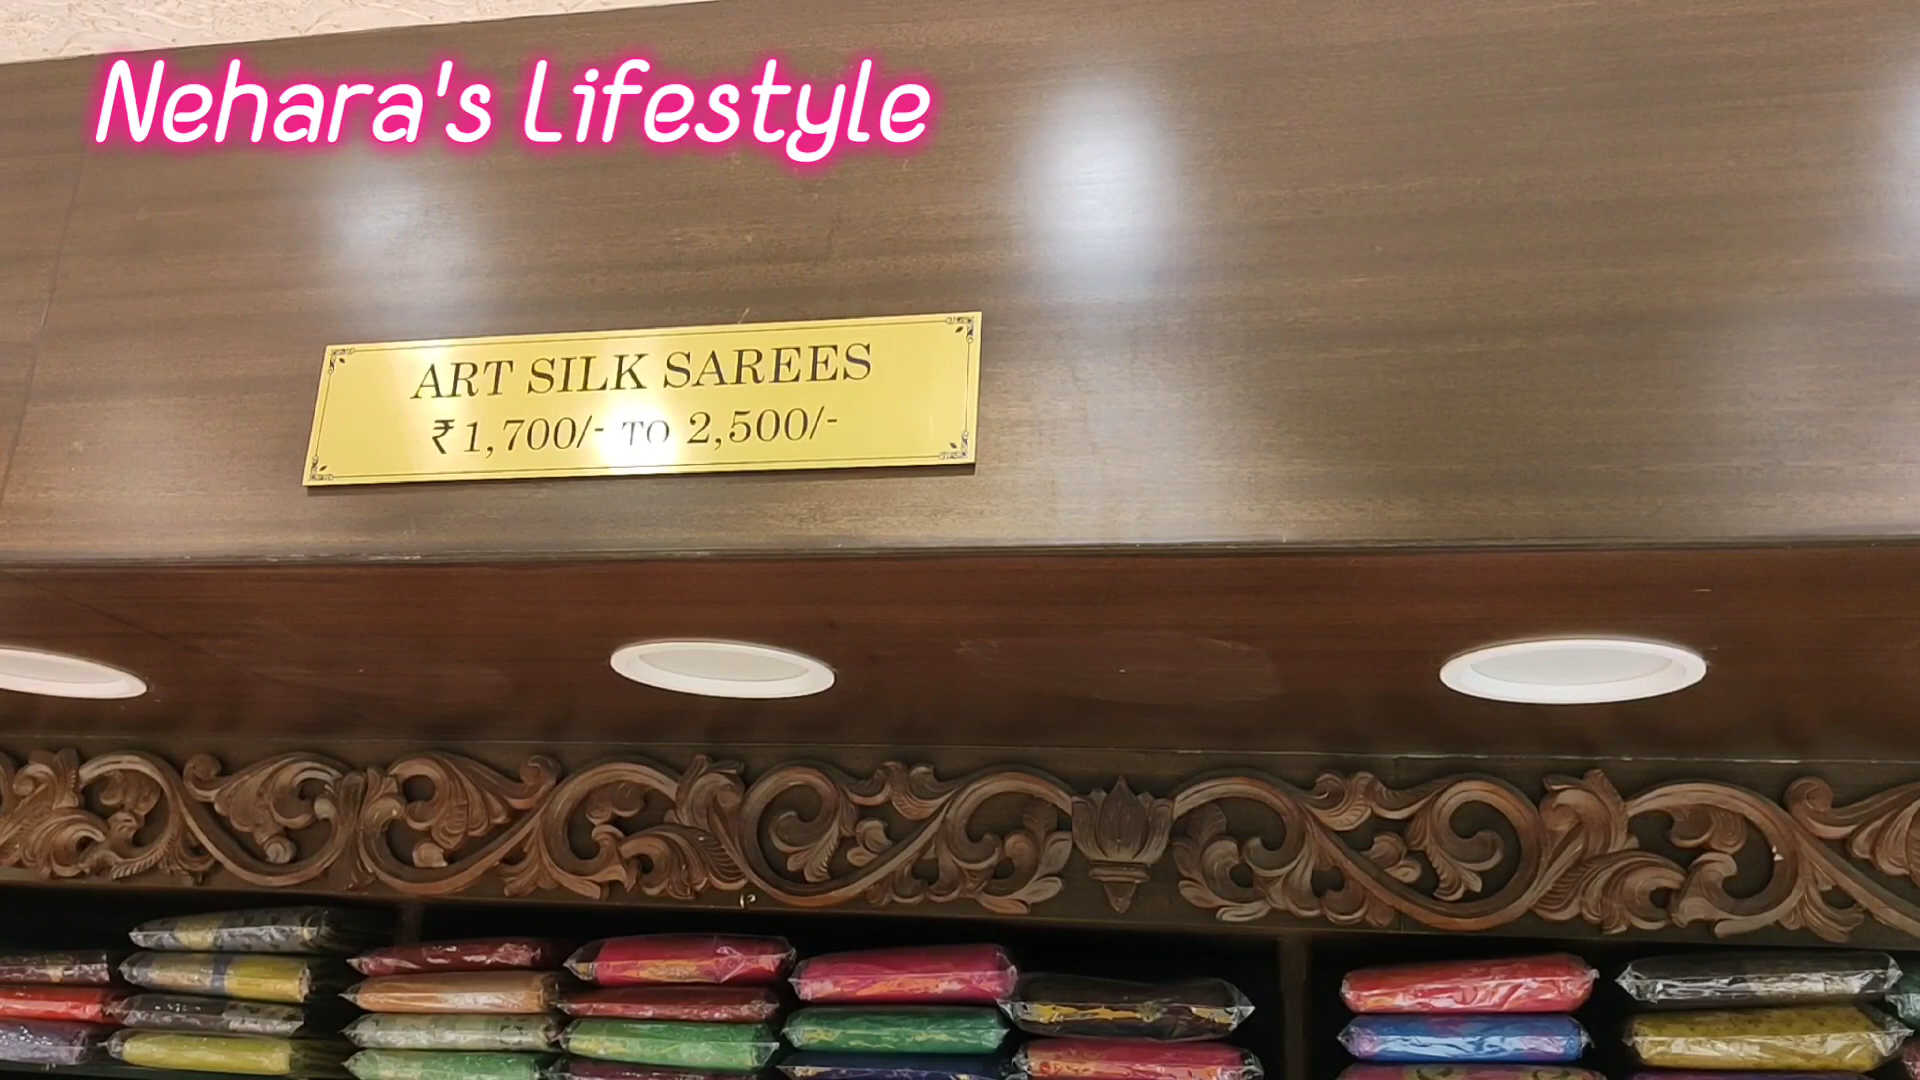 Nehara's Lifestyle
ART SILK SAREES
₹ 1,700/- TO 2,500/-